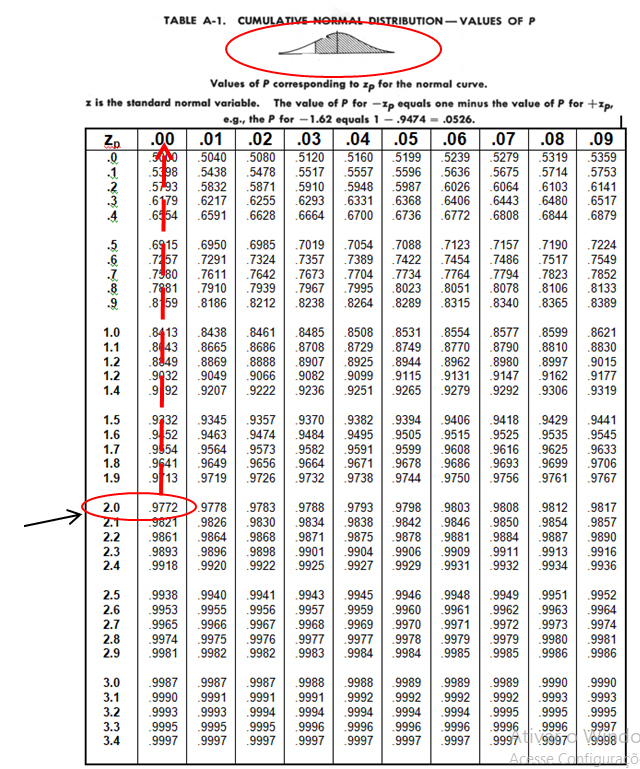 TABLE A-1. CUMULATIVE NORMAL DISTRIBUTION — VALUES OF P
Values of P corresponding to zp for the normal curve.
z is the standard normal variable. The value of P for −zp equals one minus the value of P for +zp,
e.g., the P for −1.62 equals 1 − .9474 = .0526.
zp .00 .01 .02 .03 .04 .05 .06 .07 .08 .09
.0 .5000 .5040 .5080 .5120 .5160 .5199 .5239 .5279 .5319 .5359
.1 .5398 .5438 .5478 .5517 .5557 .5596 .5636 .5675 .5714 .5753
.2 .5793 .5832 .5871 .5910 .5948 .5987 .6026 .6064 .6103 .6141
.3 .6179 .6217 .6255 .6293 .6331 .6368 .6406 .6443 .6480 .6517
.4 .6554 .6591 .6628 .6664 .6700 .6736 .6772 .6808 .6844 .6879
.5 .6915 .6950 .6985 .7019 .7054 .7088 .7123 .7157 .7190 .7224
.6 .7257 .7291 .7324 .7357 .7389 .7422 .7454 .7486 .7517 .7549
.7 .7580 .7611 .7642 .7673 .7704 .7734 .7764 .7794 .7823 .7852
.8 .7881 .7910 .7939 .7967 .7995 .8023 .8051 .8078 .8106 .8133
.9 .8159 .8186 .8212 .8238 .8264 .8289 .8315 .8340 .8365 .8389
1.0 .8413 .8438 .8461 .8485 .8508 .8531 .8554 .8577 .8599 .8621
1.1 .8643 .8665 .8686 .8708 .8729 .8749 .8770 .8790 .8810 .8830
1.2 .8849 .8869 .8888 .8907 .8925 .8944 .8962 .8980 .8997 .9015
1.2 .9032 .9049 .9066 .9082 .9099 .9115 .9131 .9147 .9162 .9177
1.4 .9192 .9207 .9222 .9236 .9251 .9265 .9279 .9292 .9306 .9319
1.5 .9332 .9345 .9357 .9370 .9382 .9394 .9406 .9418 .9429 .9441
1.6 .9452 .9463 .9474 .9484 .9495 .9505 .9515 .9525 .9535 .9545
1.7 .9554 .9564 .9573 .9582 .9591 .9599 .9608 .9616 .9625 .9633
1.8 .9641 .9649 .9656 .9664 .9671 .9678 .9686 .9693 .9699 .9706
1.9 .9713 .9719 .9726 .9732 .9738 .9744 .9750 .9756 .9761 .9767
2.0 .9772 .9778 .9783 .9788 .9793 .9798 .9803 .9808 .9812 .9817
2.1 .9821 .9826 .9830 .9834 .9838 .9842 .9846 .9850 .9854 .9857
2.2 .9861 .9864 .9868 .9871 .9875 .9878 .9881 .9884 .9887 .9890
2.3 .9893 .9896 .9898 .9901 .9904 .9906 .9909 .9911 .9913 .9916
2.4 .9918 .9920 .9922 .9925 .9927 .9929 .9931 .9932 .9934 .9936
2.5 .9938 .9940 .9941 .9943 .9945 .9946 .9948 .9949 .9951 .9952
2.6 .9953 .9955 .9956 .9957 .9959 .9960 .9961 .9962 .9963 .9964
2.7 .9965 .9966 .9967 .9968 .9969 .9970 .9971 .9972 .9973 .9974
2.8 .9974 .9975 .9976 .9977 .9977 .9978 .9979 .9979 .9980 .9981
2.9 .9981 .9982 .9982 .9983 .9984 .9984 .9985 .9985 .9986 .9986
3.0 .9987 .9987 .9987 .9988 .9988 .9989 .9989 .9989 .9990 .9990
3.1 .9990 .9991 .9991 .9991 .9992 .9992 .9992 .9992 .9993 .9993
3.2 .9993 .9993 .9994 .9994 .9994 .9994 .9994 .9995 .9995 .9995
3.3 .9995 .9995 .9995 .9996 .9996 .9996 .9996 .9996 .9996 .9997
3.4 .9997 .9997 .9997 .9997 .9997 .9997 .9997 .9997 .9997 .9998
Ativar o Windo
Acesse Configuraçõ